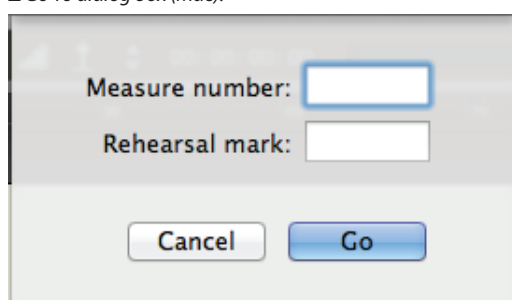 Go To dialog box (Mac).
Measure number:
Rehearsal mark:
Cancel Go